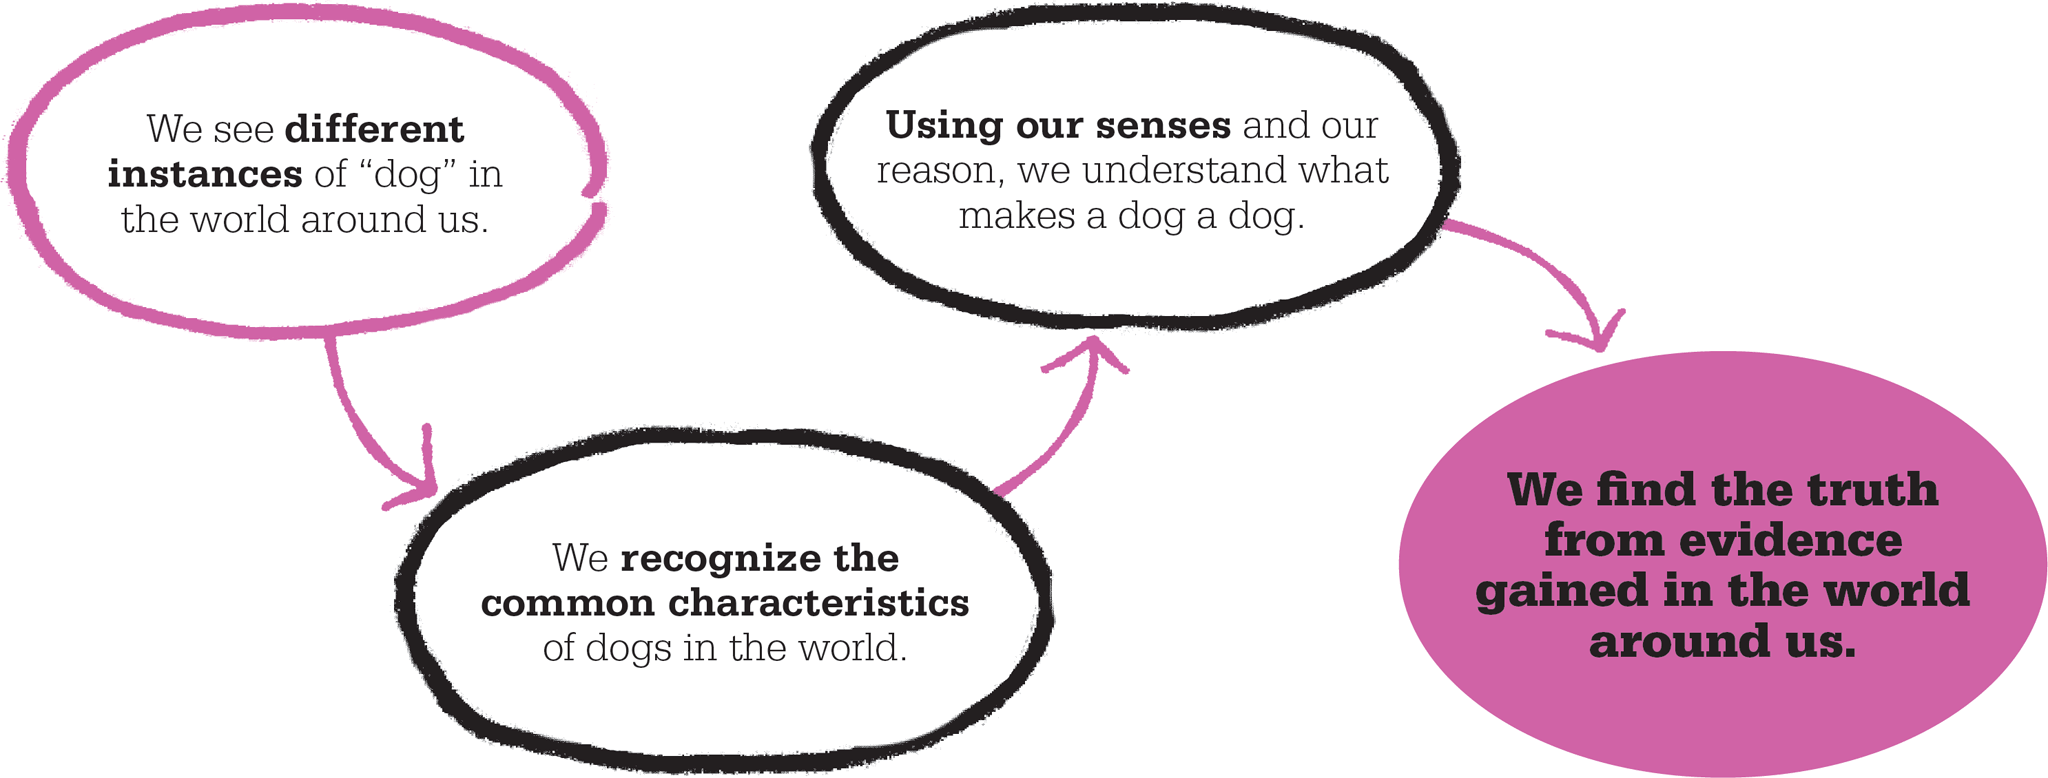 We see different
instances of “dog” in
the world around us.
We recognize the
common characteristics
of dogs in the world.
Using our senses and our
reason, we understand what
makes a dog a dog.
We find the truth
from evidence
gained in the world
around us.